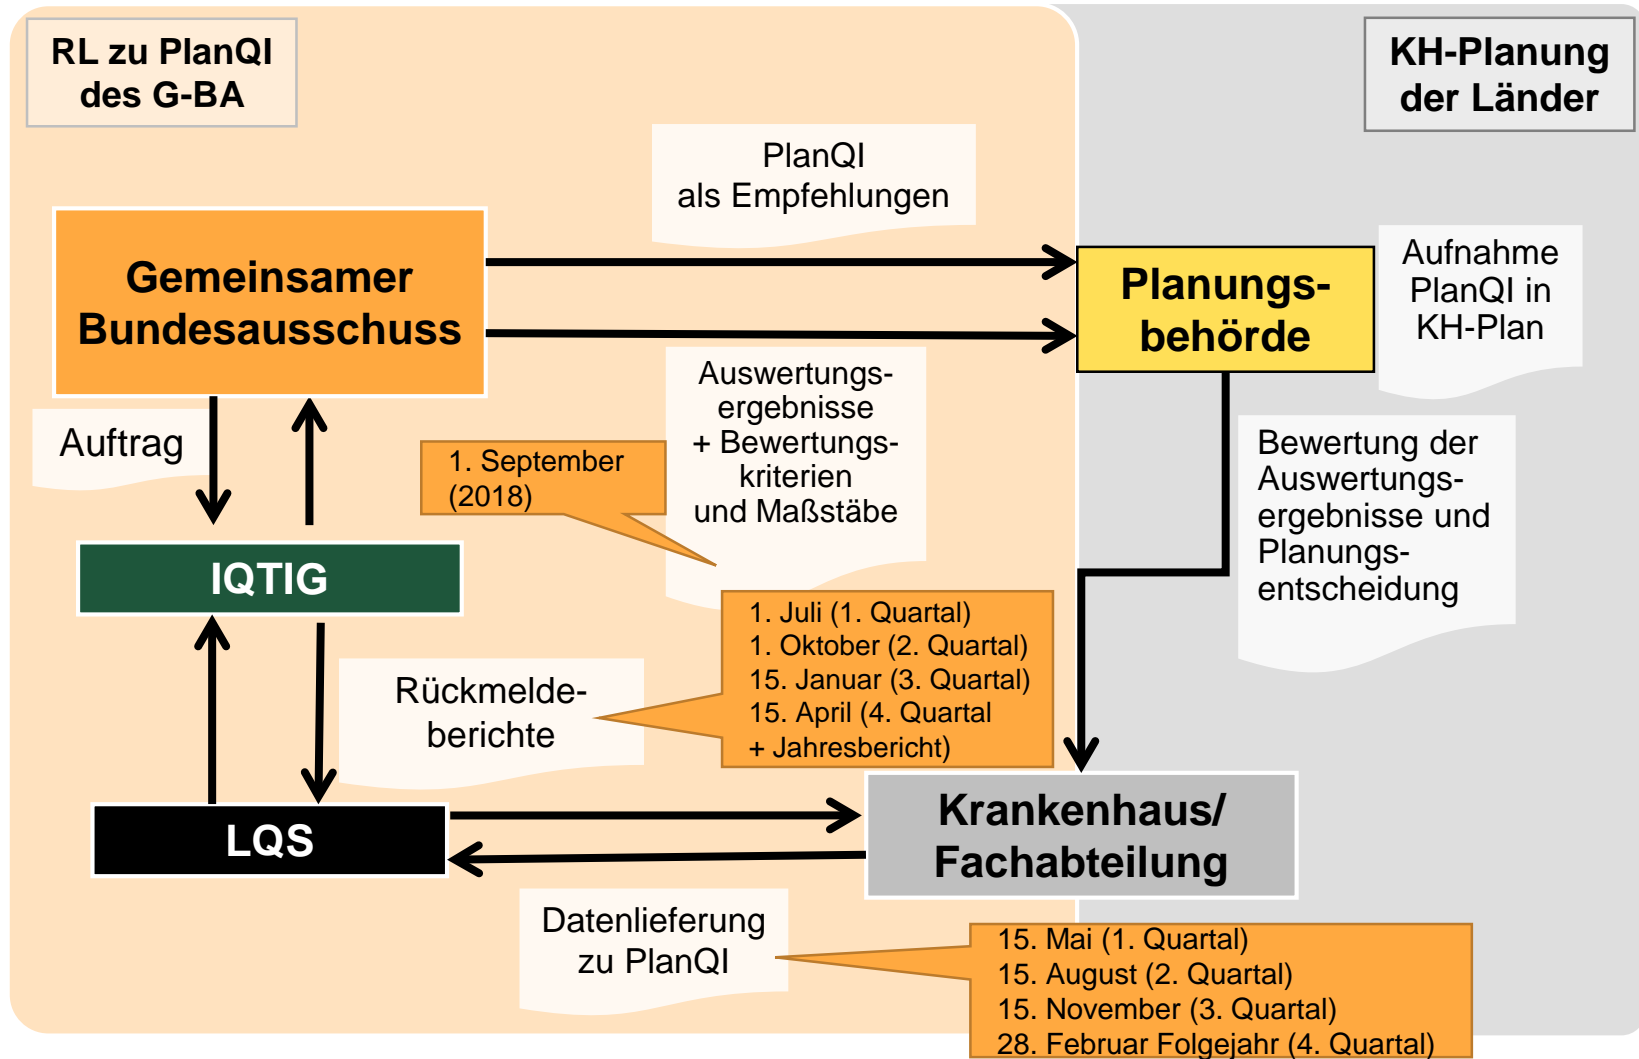 RL zu PlanQI
des G-BA
KH-Planung
der Länder
PlanQI
als Empfehlungen
Gemeinsamer
Bundesausschuss
Planungs-
behörde
Aufnahme
PlanQI in
KH-Plan
Auftrag
Auswertungs-
ergebnisse
+ Bewertungs-
kriterien
und Maßstäbe
1. September
(2018)
Bewertung der
Auswertungs-
ergebnisse und
Planungs-
entscheidung
IQTIG
1. Juli (1. Quartal)
1. Oktober (2. Quartal)
15. Januar (3. Quartal)
15. April (4. Quartal
+ Jahresbericht)
Rückmelde-
berichte
LQS
Krankenhaus/
Fachabteilung
Datenlieferung
zu PlanQI
15. Mai (1. Quartal)
15. August (2. Quartal)
15. November (3. Quartal)
28. Februar Folgejahr (4. Quartal)